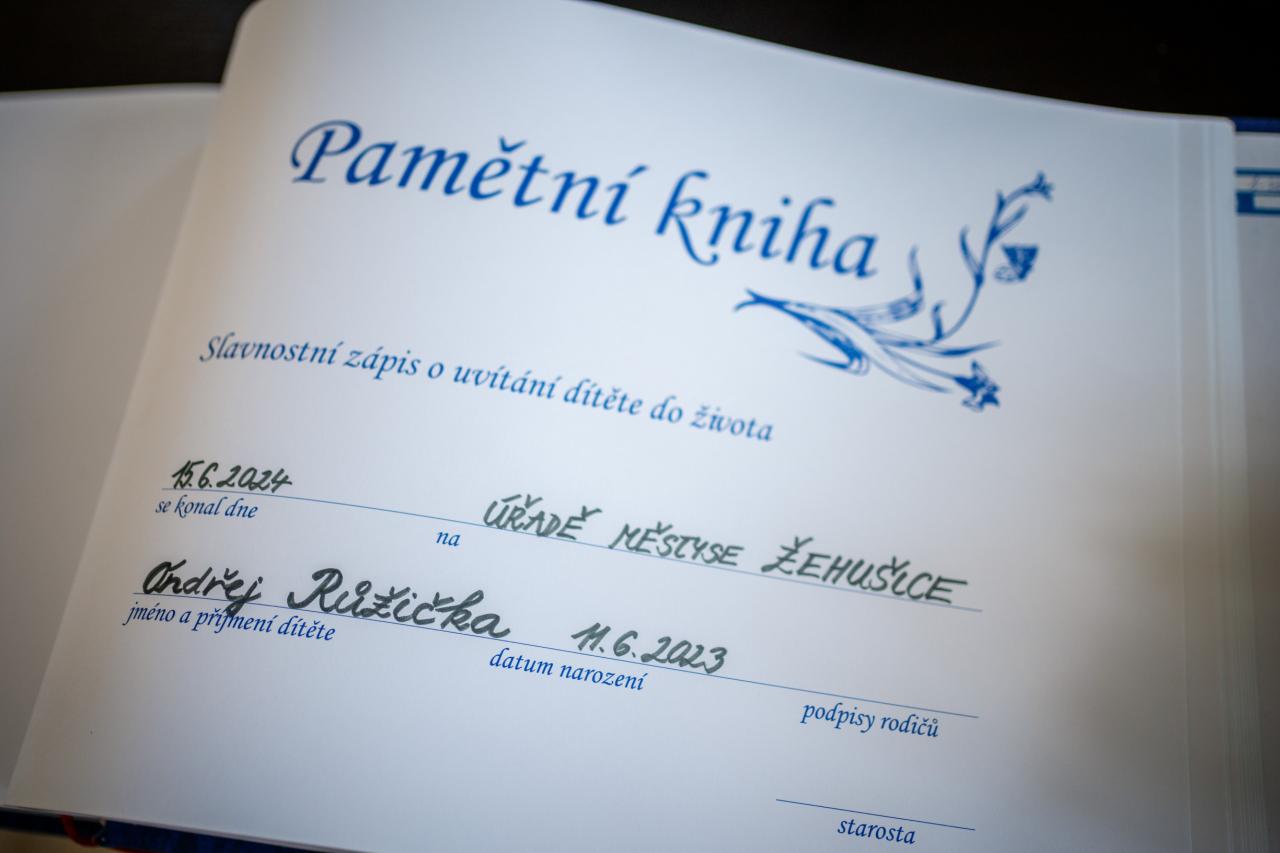 Pamětní kniha
Slavnostní zápis o uvítání dítěte do života
15.6.2024 ÚŘADĚ MĚSTYSE ŽEHUŠICE
se konal dne na
Ondřej Růžička 11.6.2023
jméno a příjmení dítěte datum narození podpisy rodičů
starosta